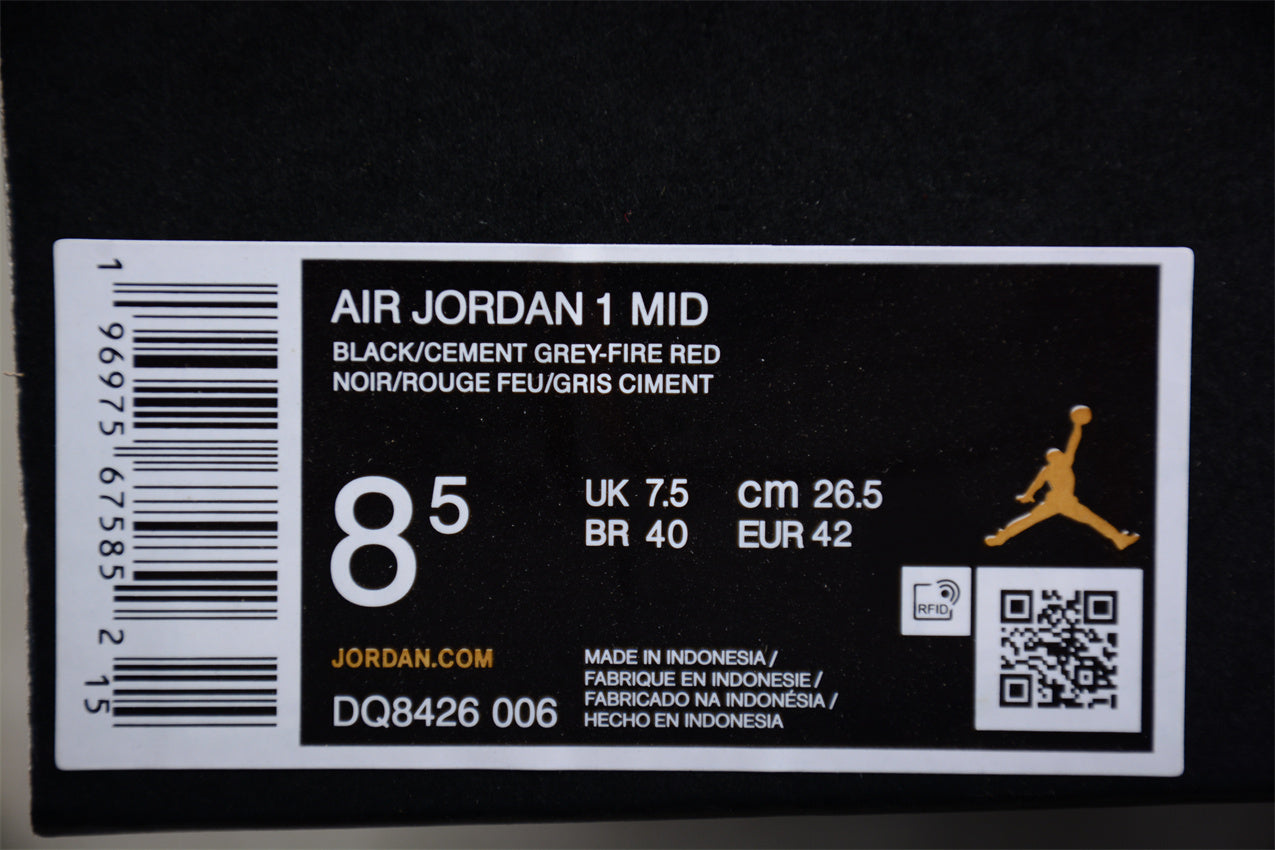 1 96975 67585 2 15
AIR JORDAN 1 MID
BLACK/CEMENT GREY-FIRE RED
NOIR/ROUGE FEU/GRIS CIMENT
8 5
UK 7.5 cm 26.5
BR 40 EUR 42
RFID
JORDAN.COM
DQ8426 006
MADE IN INDONESIA /
FABRIQUE EN INDONESIE /
FABRICADO NA INDONÉSIA /
HECHO EN INDONESIA